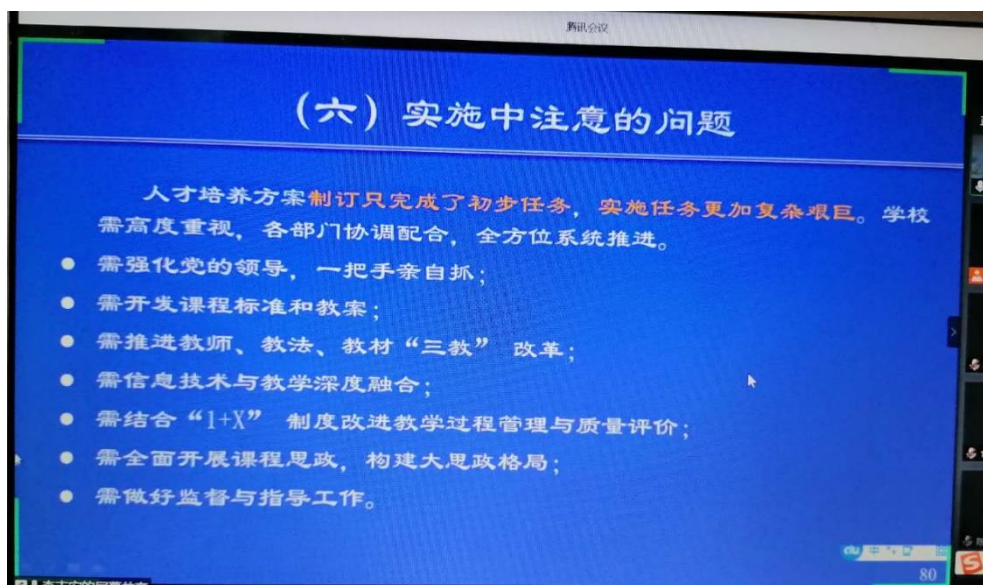 腾讯会议
（六）实施中注意的问题
人才培养方案制订只完成了初步任务，实施任务更加复杂艰巨。学校
需高度重视，各部门协调配合，全方位系统推进。
● 需强化党的领导，一把手亲自抓；
● 需开发课程标准和教案；
● 需推进教师、教法、教材“三教” 改革；
● 需信息技术与教学深度融合；
● 需结合“1+X” 制度改进教学过程管理与质量评价；
● 需全面开展课程思政，构建大思政格局；
● 需做好监督与指导工作。
中
80